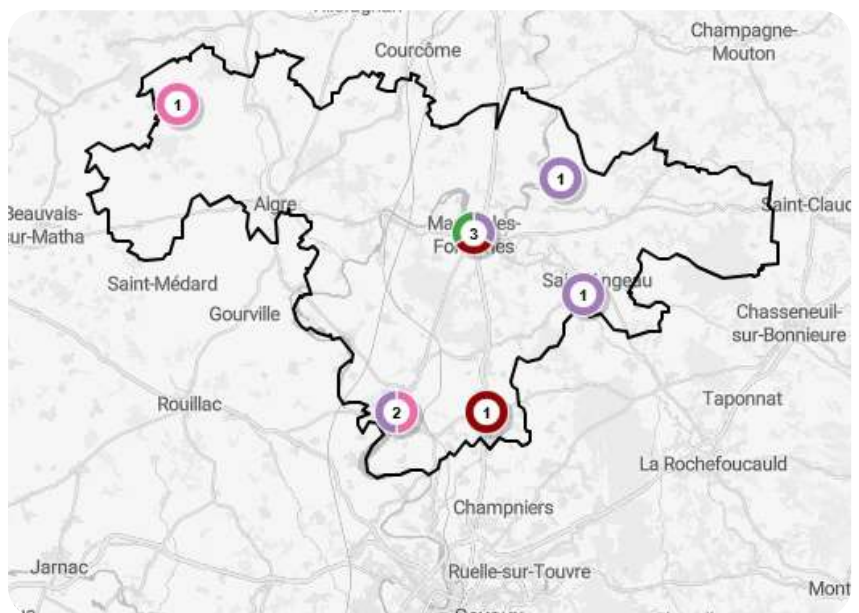 Courcôme
Champagne-
Mouton
1
1
Aigre
Saint-Claud
Beauvais-
sur-Matha
3
Saint-Médard
1
Gourville
Chasseneuil-
sur-Bonnieure
Rouillac
2
1
Taponnat
La Rochefoucauld
Champniers
Jarnac
Ruelle-sur-Touvre
Mont